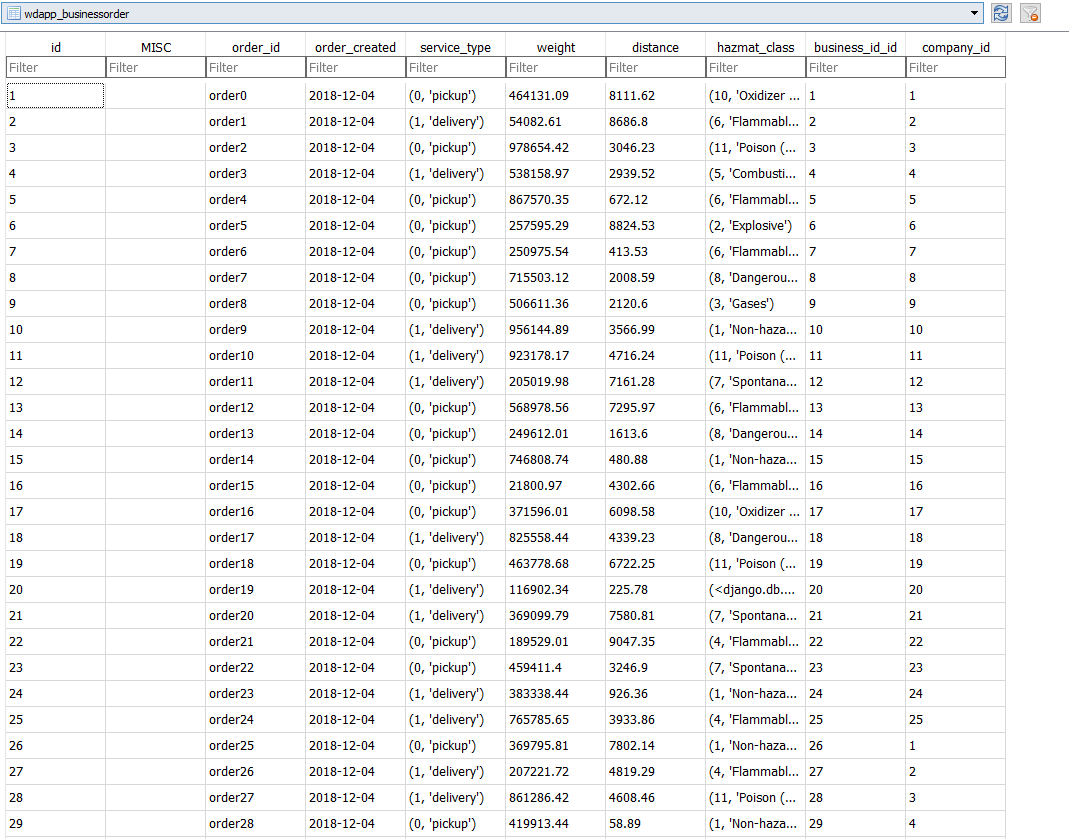 wdapp_businessorder
id MISC order_id order_created service_type weight distance hazmat_class business_id_id company_id
Filter Filter Filter Filter Filter Filter Filter Filter Filter Filter
1 order0 2018-12-04 (0, 'pickup') 464131.09 8111.62 (10, 'Oxidizer ... 1 1
2 order1 2018-12-04 (1, 'delivery') 54082.61 8686.8 (6, 'Flammabl... 2 2
3 order2 2018-12-04 (0, 'pickup') 978654.42 3046.23 (11, 'Poison (... 3 3
4 order3 2018-12-04 (1, 'delivery') 538158.97 2939.52 (5, 'Combusti... 4 4
5 order4 2018-12-04 (0, 'pickup') 867570.35 672.12 (6, 'Flammabl... 5 5
6 order5 2018-12-04 (0, 'pickup') 257595.29 8824.53 (2, 'Explosive') 6 6
7 order6 2018-12-04 (0, 'pickup') 250975.54 413.53 (6, 'Flammabl... 7 7
8 order7 2018-12-04 (0, 'pickup') 715503.12 2008.59 (8, 'Dangerou... 8 8
9 order8 2018-12-04 (0, 'pickup') 506611.36 2120.6 (3, 'Gases') 9 9
10 order9 2018-12-04 (1, 'delivery') 956144.89 3566.99 (1, 'Non-haza... 10 10
11 order10 2018-12-04 (1, 'delivery') 923178.17 4716.24 (11, 'Poison (... 11 11
12 order11 2018-12-04 (1, 'delivery') 205019.98 7161.28 (7, 'Spontana... 12 12
13 order12 2018-12-04 (0, 'pickup') 568978.56 7295.97 (6, 'Flammabl... 13 13
14 order13 2018-12-04 (0, 'pickup') 249612.01 1613.6 (8, 'Dangerou... 14 14
15 order14 2018-12-04 (0, 'pickup') 746808.74 480.88 (1, 'Non-haza... 15 15
16 order15 2018-12-04 (0, 'pickup') 21800.97 4302.66 (6, 'Flammabl... 16 16
17 order16 2018-12-04 (0, 'pickup') 371596.01 6098.58 (10, 'Oxidizer ... 17 17
18 order17 2018-12-04 (1, 'delivery') 825558.44 4339.23 (8, 'Dangerou... 18 18
19 order18 2018-12-04 (0, 'pickup') 463778.68 6722.25 (11, 'Poison (... 19 19
20 order19 2018-12-04 (1, 'delivery') 116902.34 225.78 (<django.db.... 20 20
21 order20 2018-12-04 (1, 'delivery') 369099.79 7580.81 (7, 'Spontana... 21 21
22 order21 2018-12-04 (0, 'pickup') 189529.01 9047.35 (4, 'Flammabl... 22 22
23 order22 2018-12-04 (0, 'pickup') 459411.4 3246.9 (7, 'Spontana... 23 23
24 order23 2018-12-04 (1, 'delivery') 383338.44 926.36 (1, 'Non-haza... 24 24
25 order24 2018-12-04 (1, 'delivery') 765785.65 3933.86 (4, 'Flammabl... 25 25
26 order25 2018-12-04 (0, 'pickup') 369795.81 7802.14 (1, 'Non-haza... 26 1
27 order26 2018-12-04 (1, 'delivery') 207221.72 4819.29 (4, 'Flammabl... 27 2
28 order27 2018-12-04 (1, 'delivery') 861286.42 4608.46 (11, 'Poison (... 28 3
29 order28 2018-12-04 (0, 'pickup') 419913.44 58.89 (1, 'Non-haza... 29 4